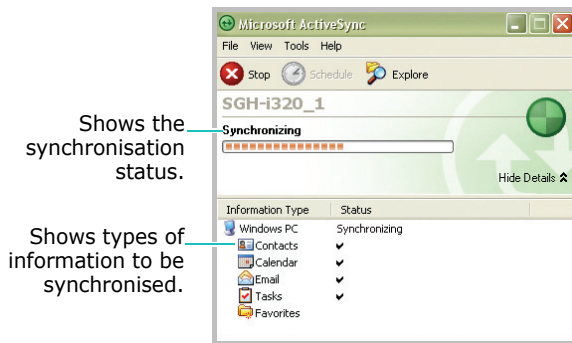 Microsoft ActiveSync
File View Tools Help
Stop Schedule Explore
SGH-i320_1
Synchronizing
Hide Details
Shows the
synchronisation
status.
Information Type Status
Windows PC Synchronizing
Contacts
Calendar
Email
Tasks
Favorites
Shows types of
information to be
synchronised.